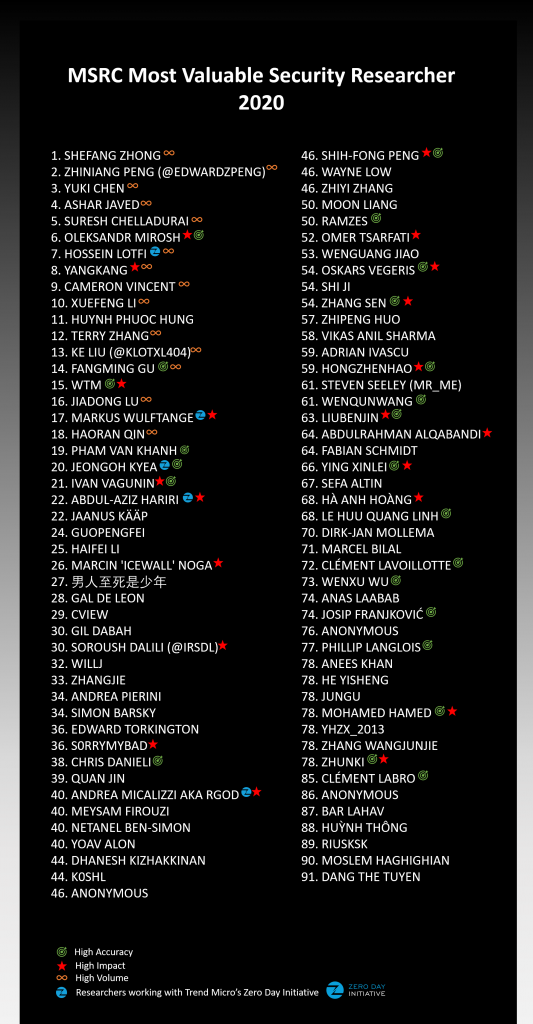 MSRC Most Valuable Security Researcher
2020
1. SHEFANG ZHONG
2. ZHINIANG PENG (@EDWARDZPENG)
3. YUKI CHEN
4. ASHAR JAVED
5. SURESH CHELLADURAI
6. OLEKSANDR MIROSH
7. HOSSEIN LOTFI
8. YANGKANG
9. CAMERON VINCENT
10. XUEFENG LI
11. HUYNH PHUOC HUNG
12. TERRY ZHANG
13. KE LIU (@KLOTXL404)
14. FANGMING GU
15. WTM
16. JIADONG LU
17. MARKUS WULFTANGE
18. HAORAN QIN
19. PHAM VAN KHANH
20. JEONGOH KYEA
21. IVAN VAGUNIN
22. ABDUL-AZIZ HARIRI
22. JAANUS KÄÄP
24. GUOPENGFEI
25. HAIFEI LI
26. MARCIN 'ICEWALL' NOGA
27. 男人至死是少年
28. GAL DE LEON
29. CVIEW
30. GIL DABAH
30. SOROUSH DALILI (@IRSDL)
32. WILLJ
33. ZHANGJIE
34. ANDREA PIERINI
34. SIMON BARSKY
36. EDWARD TORKINGTON
36. S0RRYMYBAD
38. CHRIS DANIELI
39. QUAN JIN
40. ANDREA MICALIZZI AKA RGOD
40. MEYSAM FIROUZI
40. NETANEL BEN-SIMON
40. YOAV ALON
44. DHANESH KIZHAKKINAN
44. K0SHL
46. ANONYMOUS
46. SHIH-FONG PENG
46. WAYNE LOW
46. ZHIYI ZHANG
50. MOON LIANG
50. RAMZES
52. OMER TSARFATI
53. WENGUANG JIAO
54. OSKARS VEGERIS
54. SHI JI
54. ZHANG SEN
57. ZHIPENG HUO
58. VIKAS ANIL SHARMA
59. ADRIAN IVASCU
59. HONGZHENHAO
61. STEVEN SEELEY (MR_ME)
61. WENQUNWANG
63. LIUBENJIN
64. ABDULRAHMAN ALQABANDI
64. FABIAN SCHMIDT
66. YING XINLEI
67. SEFA ALTIN
68. HÀ ANH HOÀNG
68. LE HUU QUANG LINH
70. DIRK-JAN MOLLEMA
71. MARCEL BILAL
72. CLÉMENT LAVOILLOTTE
73. WENXU WU
74. ANAS LAABAB
74. JOSIP FRANJKOVIĆ
76. ANONYMOUS
77. PHILLIP LANGLOIS
78. ANEES KHAN
78. HE YISHENG
78. JUNGU
78. MOHAMED HAMED
78. YHZX_2013
78. ZHANG WANGJUNJIE
78. ZHUNKI
85. CLÉMENT LABRO
86. ANONYMOUS
87. BAR LAHAV
88. HUỲNH THÔNG
89. RIUSKSK
90. MOSLEM HAGHIGHIAN
91. DANG THE TUYEN
High Accuracy
High Impact
High Volume
Researchers working with Trend Micro's Zero Day Initiative
ZERO DAY
INITIATIVE